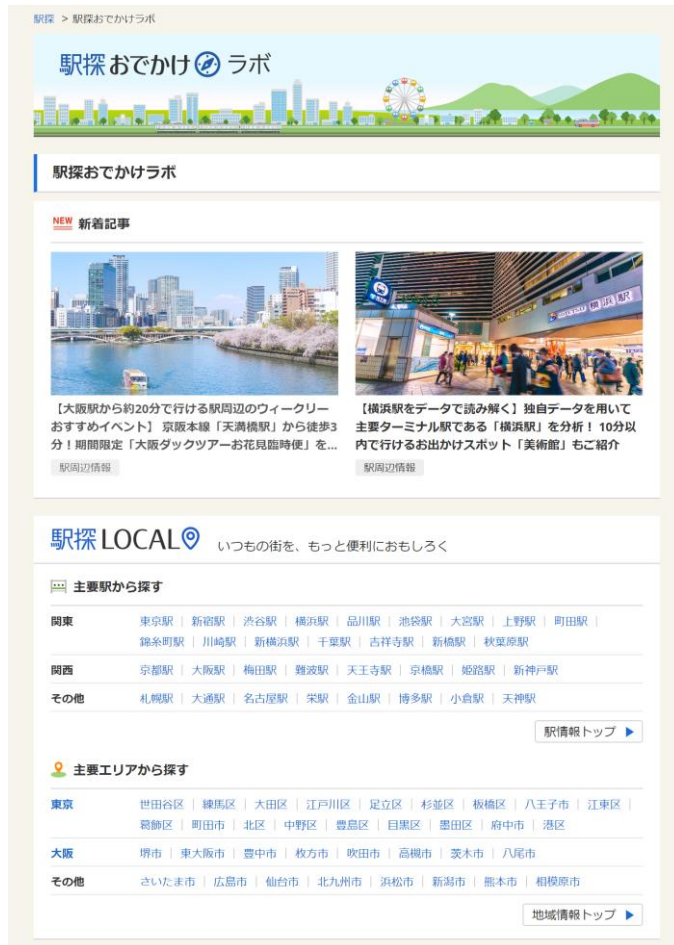 駅探 > 駅探おでかけラボ
駅探おでかけラボ
駅探おでかけラボ
NEW 新着記事
横浜駅
【大阪駅から約20分で行ける駅周辺のウィークリー
おすすめイベント】 京阪本線「天満橋駅」から徒歩3
分！期間限定「大阪ダックツアーお花見臨時便」を...
駅周辺情報
【横浜駅をデータで読み解く】独自データを用いて
主要ターミナル駅である「横浜駅」を分析！ 10分以
内で行けるお出かけスポット「美術館」もご紹介
駅周辺情報
駅探 LOCAL いつもの街を、もっと便利におもしろく
主要駅から探す
関東 東京駅 | 新宿駅 | 渋谷駅 | 横浜駅 | 品川駅 | 池袋駅 | 大宮駅 | 上野駅 | 町田駅 |
錦糸町駅 | 川崎駅 | 新横浜駅 | 千葉駅 | 吉祥寺駅 | 新橋駅 | 秋葉原駅
関西 京都駅 | 大阪駅 | 梅田駅 | 難波駅 | 天王寺駅 | 京橋駅 | 姫路駅 | 新神戸駅
その他 札幌駅 | 大通駅 | 名古屋駅 | 栄駅 | 金山駅 | 博多駅 | 小倉駅 | 天神駅
駅情報トップ ▶
主要エリアから探す
東京 世田谷区 | 練馬区 | 大田区 | 江戸川区 | 足立区 | 杉並区 | 板橋区 | 八王子市 | 江東区 |
葛飾区 | 町田市 | 北区 | 中野区 | 豊島区 | 目黒区 | 墨田区 | 府中市 | 港区
大阪 堺市 | 東大阪市 | 豊中市 | 枚方市 | 吹田市 | 高槻市 | 茨木市 | 八尾市
その他 さいたま市 | 広島市 | 仙台市 | 北九州市 | 浜松市 | 新潟市 | 熊本市 | 相模原市
地域情報トップ ▶